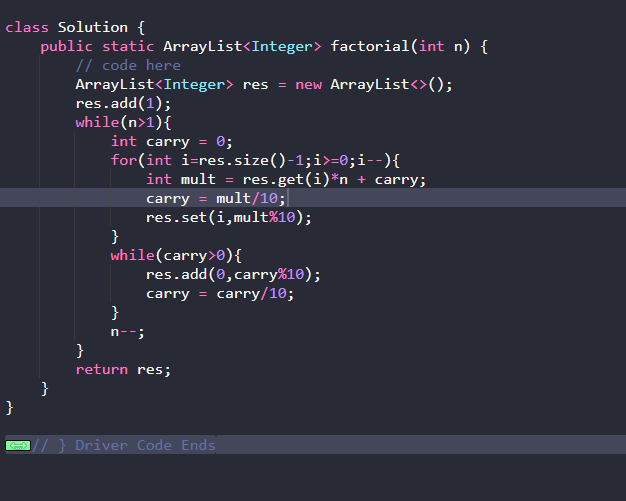 class Solution {
    public static ArrayList<Integer> factorial(int n) {
        // code here
        ArrayList<Integer> res = new ArrayList<>();
        res.add(1);
        while(n>1){
            int carry = 0;
            for(int i=res.size()-1;i>=0;i--){
                int mult = res.get(i)*n + carry;
                carry = mult/10;
                res.set(i,mult%10);
            }
            while(carry>0){
                res.add(0,carry%10);
                carry = carry/10;
            }
            n--;
        }
        return res;
    }
}
// } Driver Code Ends